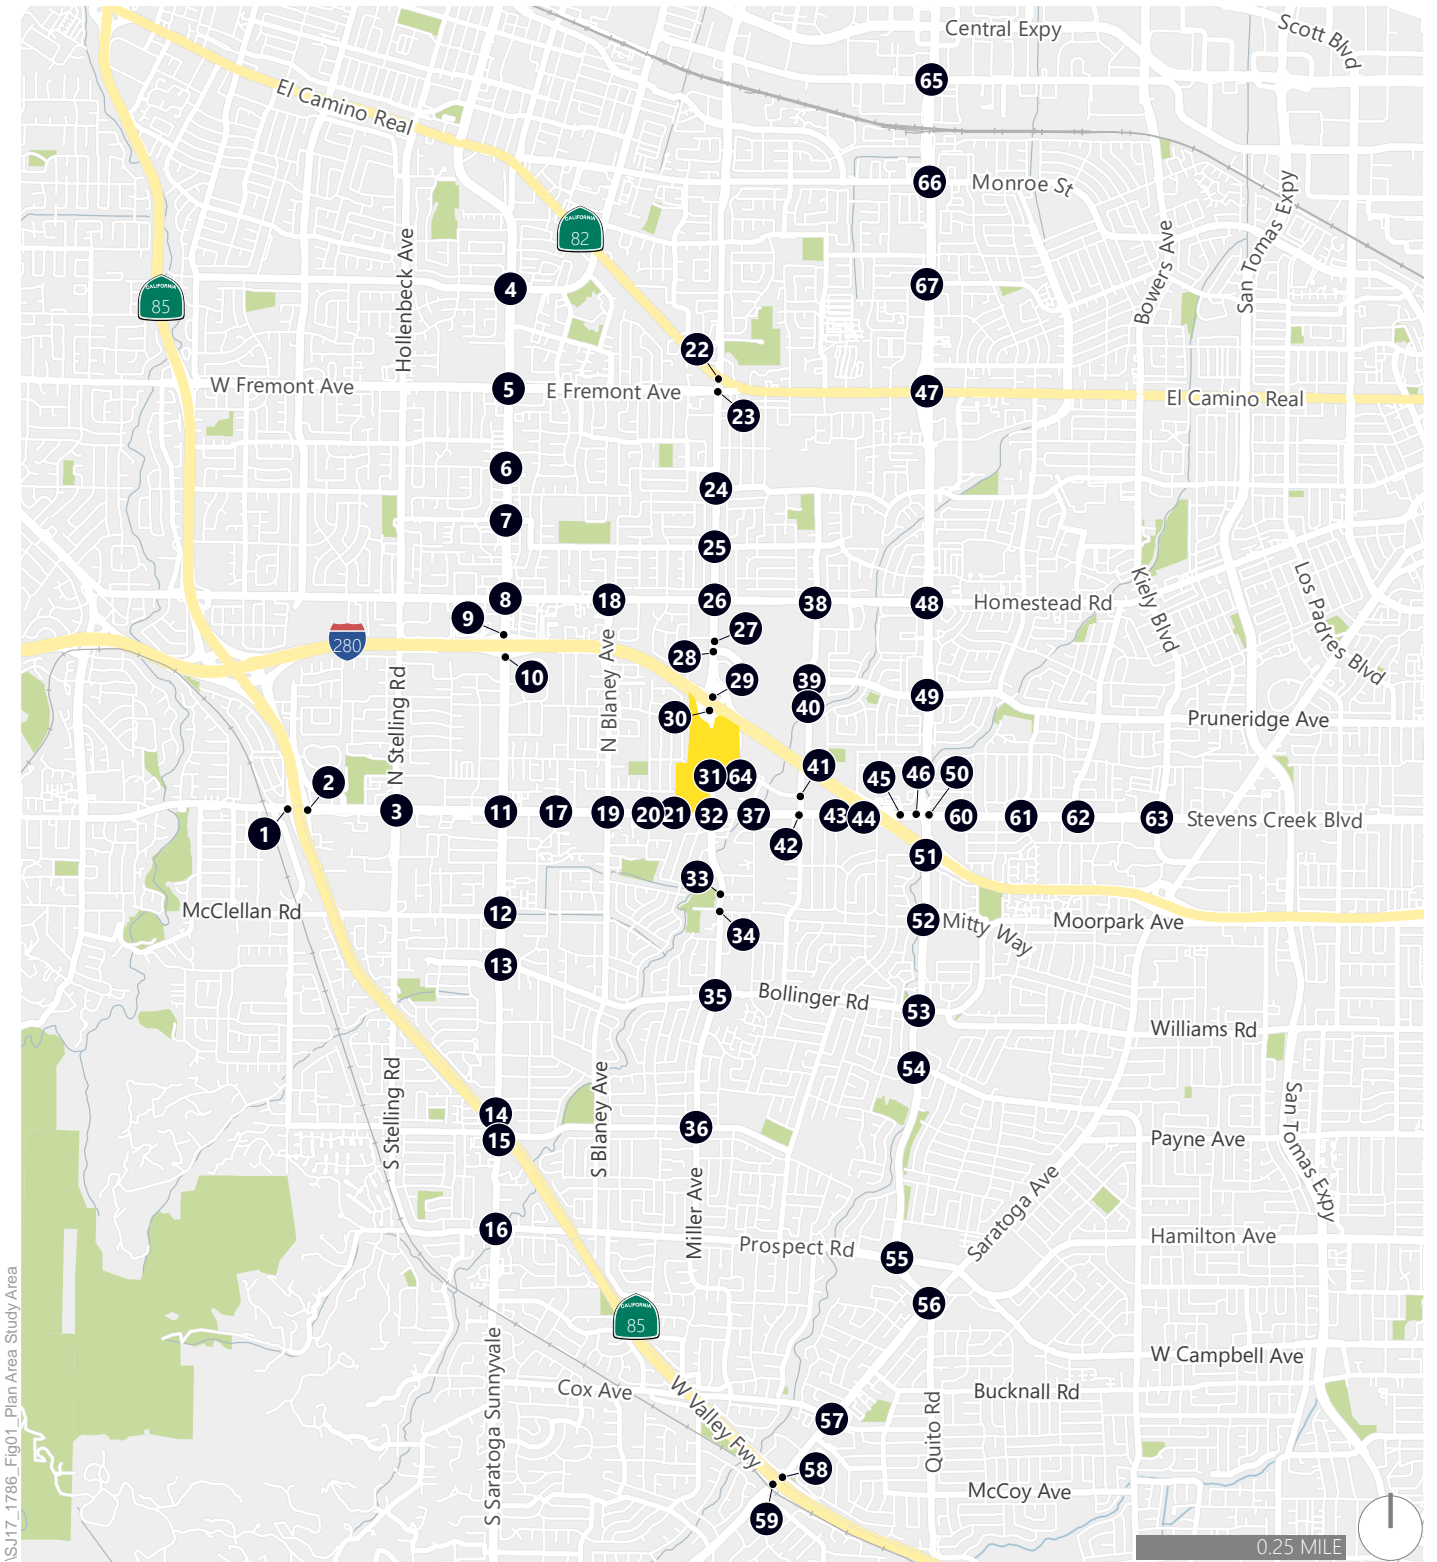 Central Expy
Scott Blvd
65
El Camino Real
66
Monroe St
San Tomas Expy
CALIFORNIA
82
Hollenbeck Ave
Bowers Ave
CALIFORNIA
85
4
67
22
W Fremont Ave
5
E Fremont Ave
47
El Camino Real
23
6
24
7
25
Kiely Blvd
Los Padres Blvd
8
18
26
38
48
Homestead Rd
9
27
280
28
10
N Stelling Rd
N Blaney Ave
29
39
49
30
40
Pruneridge Ave
2
31
64
41
45
46
50
3
11
17
19
20
21
32
37
43
44
60
61
62
63
Stevens Creek Blvd
1
42
51
33
McClellan Rd
12
52
Mitty Way
Moorpark Ave
34
13
35
Bollinger Rd
53
Williams Rd
54
S Stelling Rd
S Blaney Ave
San Tomas Expy
14
15
36
Payne Ave
Miller Ave
Saratoga Ave
16
Prospect Rd
55
Hamilton Ave
56
CALIFORNIA
85
W Campbell Ave
S Saratoga Sunnyvale
Cox Ave
W Valley Fwy
Bucknall Rd
57
Quito Rd
58
McCoy Ave
59
0.25 MILE
\SJ17_1786_Fig01_Plan Area Study Area